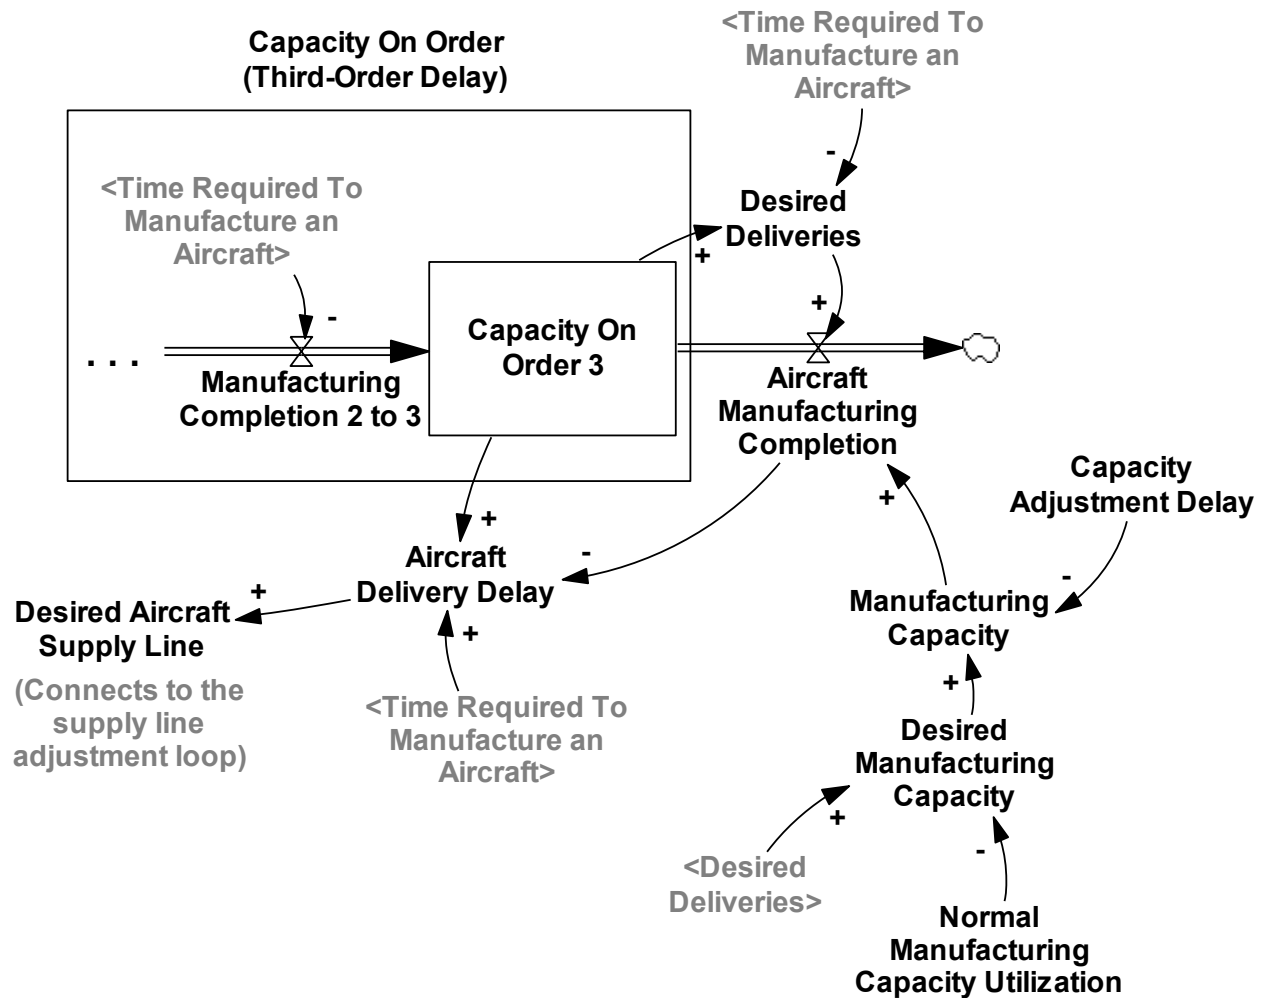 Capacity On Order
(Third-Order Delay)
<Time Required To
Manufacture an
Aircraft>
<Time Required To
Manufacture an
Aircraft>
-
Desired
Deliveries
+
-
+
. . .
Capacity On
Order 3
Manufacturing
Completion 2 to 3
Aircraft
Manufacturing
Completion
Capacity
Adjustment Delay
+
+
-
Aircraft
Delivery Delay
-
+
Desired Aircraft
Supply Line
(Connects to the
supply line
adjustment loop)
+
<Time Required To
Manufacture an
Aircraft>
Manufacturing
Capacity
+
Desired
Manufacturing
Capacity
+
<Desired
Deliveries>
-
Normal
Manufacturing
Capacity Utilization